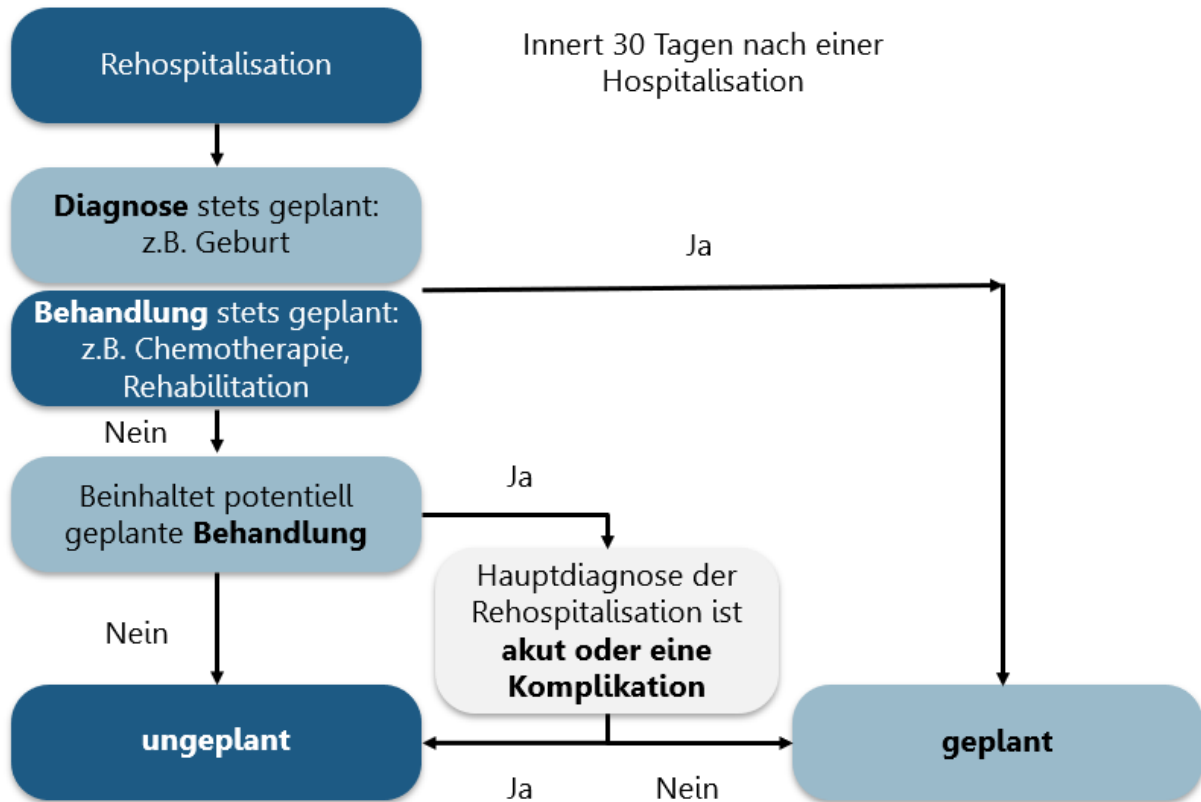 Rehospitalisation
Innert 30 Tagen nach einer
Hospitalisation
Diagnose stets geplant:
z.B. Geburt
Ja
Behandlung stets geplant:
z.B. Chemotherapie,
Rehabilitation
Nein
Beinhaltet potentiell
geplante Behandlung
Ja
Hauptdiagnose der
Rehospitalisation ist
akut oder eine
Komplikation
Nein
ungeplant
geplant
Ja
Nein